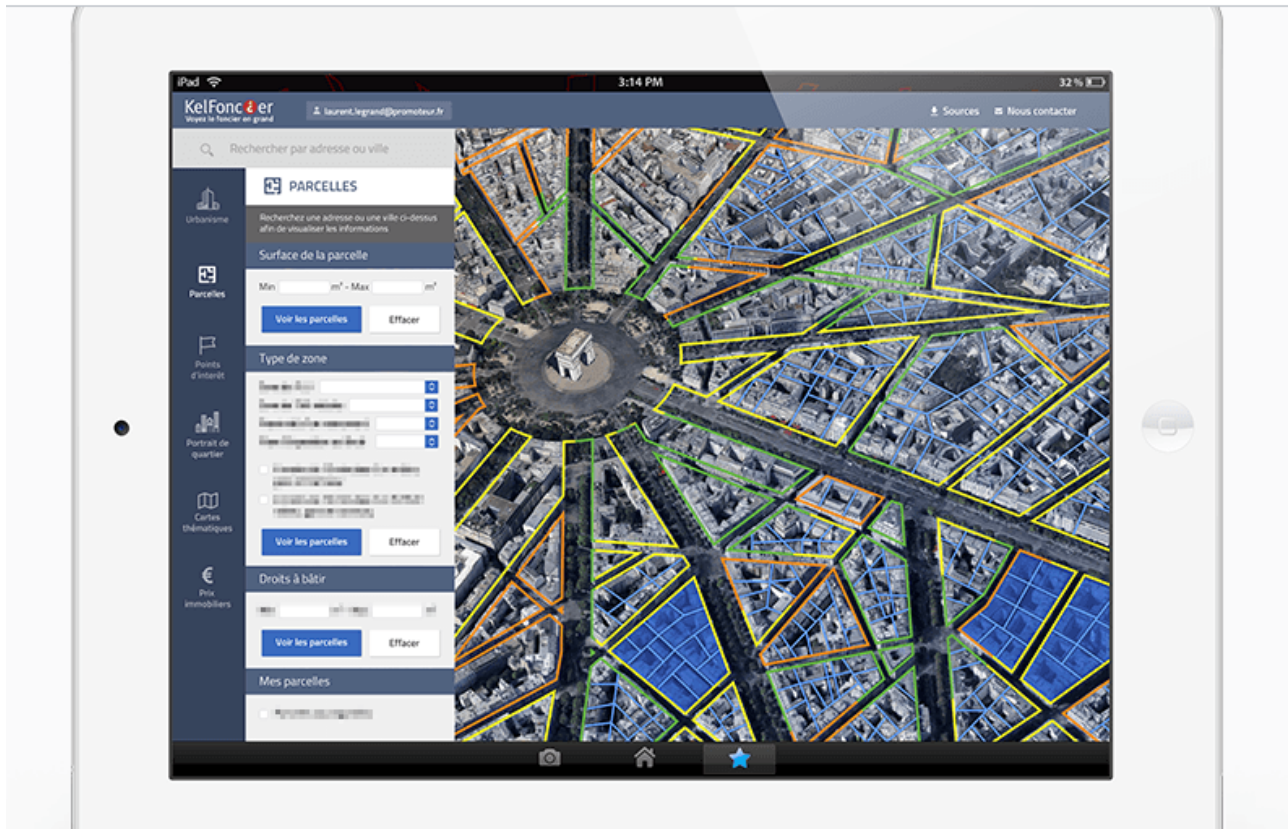 iPad
3:14 PM
32 %
KelFoncier
Voyez le foncier en grand
laurent.legrand@promoteur.fr
Sources
Nous contacter
Rechercher par adresse ou ville
Urbanisme
Parcelles
Points
d'interêt
Portrait de
quartier
Cartes
thématiques
€
Prix
immobiliers
PARCELLES
Recherchez une adresse ou une ville ci-dessus
afin de visualiser les informations
Surface de la parcelle
Min m² - Max m²
Voir les parcelles Effacer
Type de zone
Voir les parcelles Effacer
Droits à bâtir
Voir les parcelles Effacer
Mes parcelles